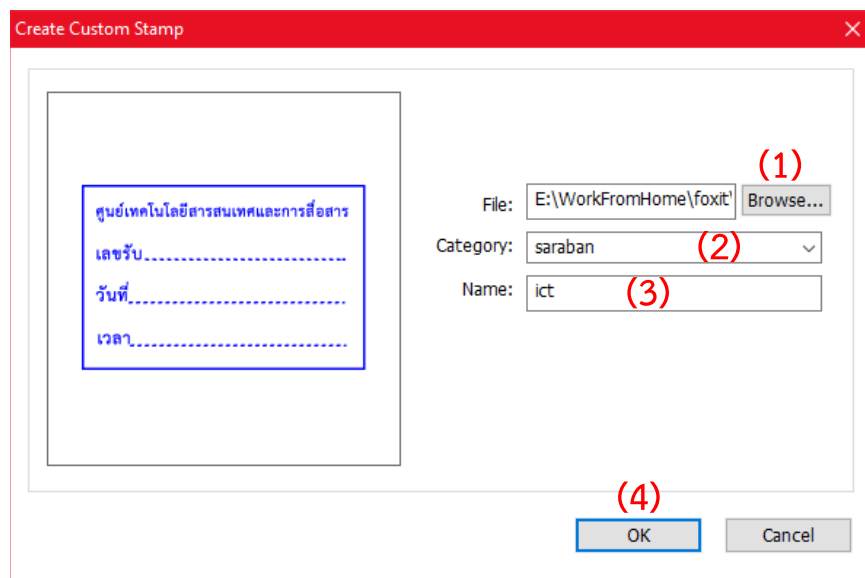 Create Custom Stamp
ศูนย์เทคโนโลยีสารสนเทศและการสื่อสาร
เลขรับ
วันที่
เวลา
(1)
File: E:\WorkFromHome\foxit\ Browse...
Category: saraban (2)
Name: ict (3)
(4)
OK Cancel